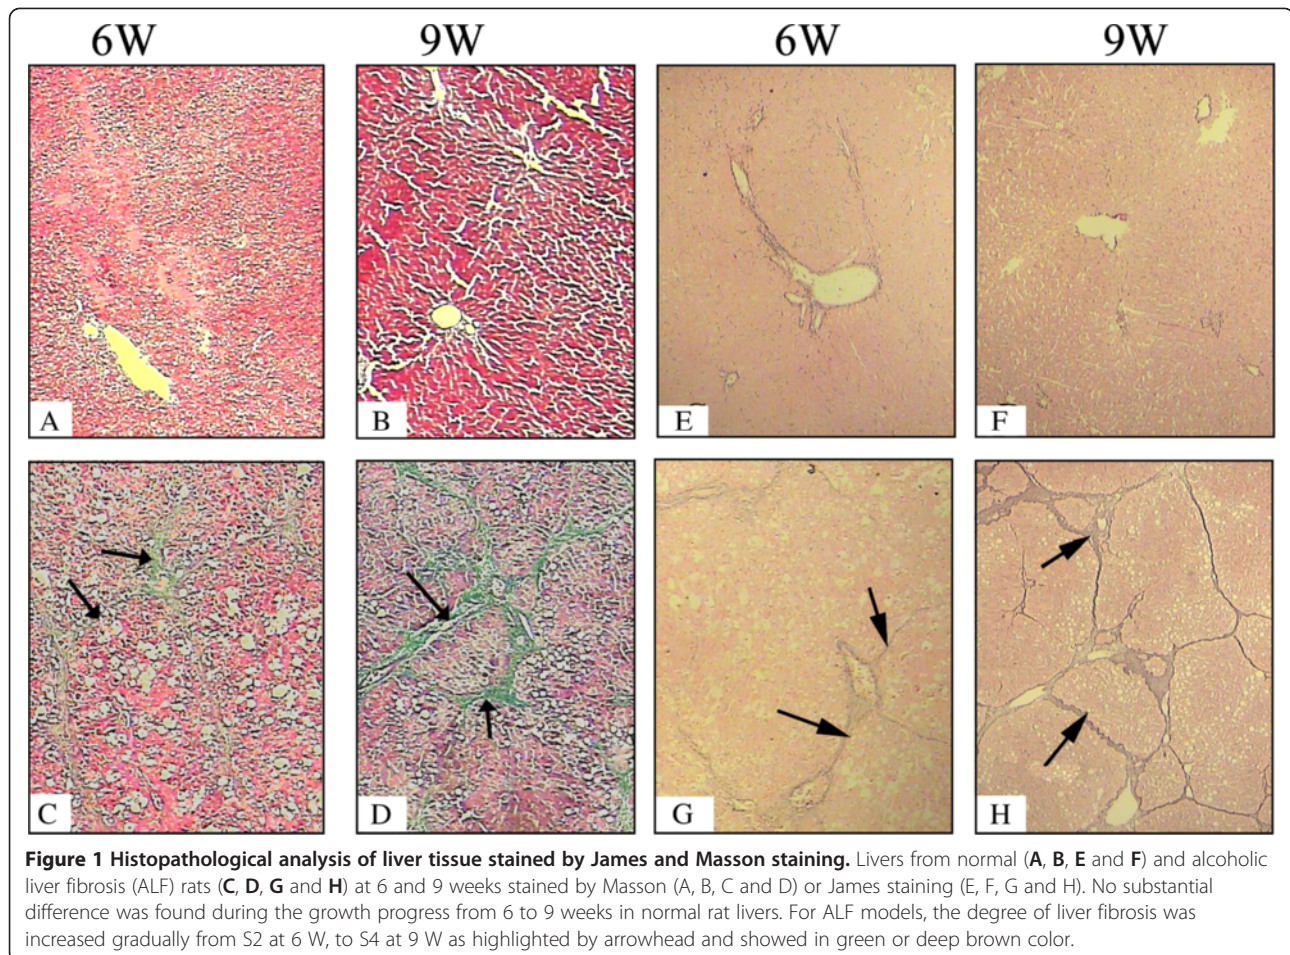 6W 9W 6W 9W
A B E F
C D G H
Figure 1 Histopathological analysis of liver tissue stained by James and Masson staining. Livers from normal (A, B, E and F) and alcoholic
liver fibrosis (ALF) rats (C, D, G and H) at 6 and 9 weeks stained by Masson (A, B, C and D) or James staining (E, F, G and H). No substantial
difference was found during the growth progress from 6 to 9 weeks in normal rat livers. For ALF models, the degree of liver fibrosis was
increased gradually from S2 at 6 W, to S4 at 9 W as highlighted by arrowhead and showed in green or deep brown color.